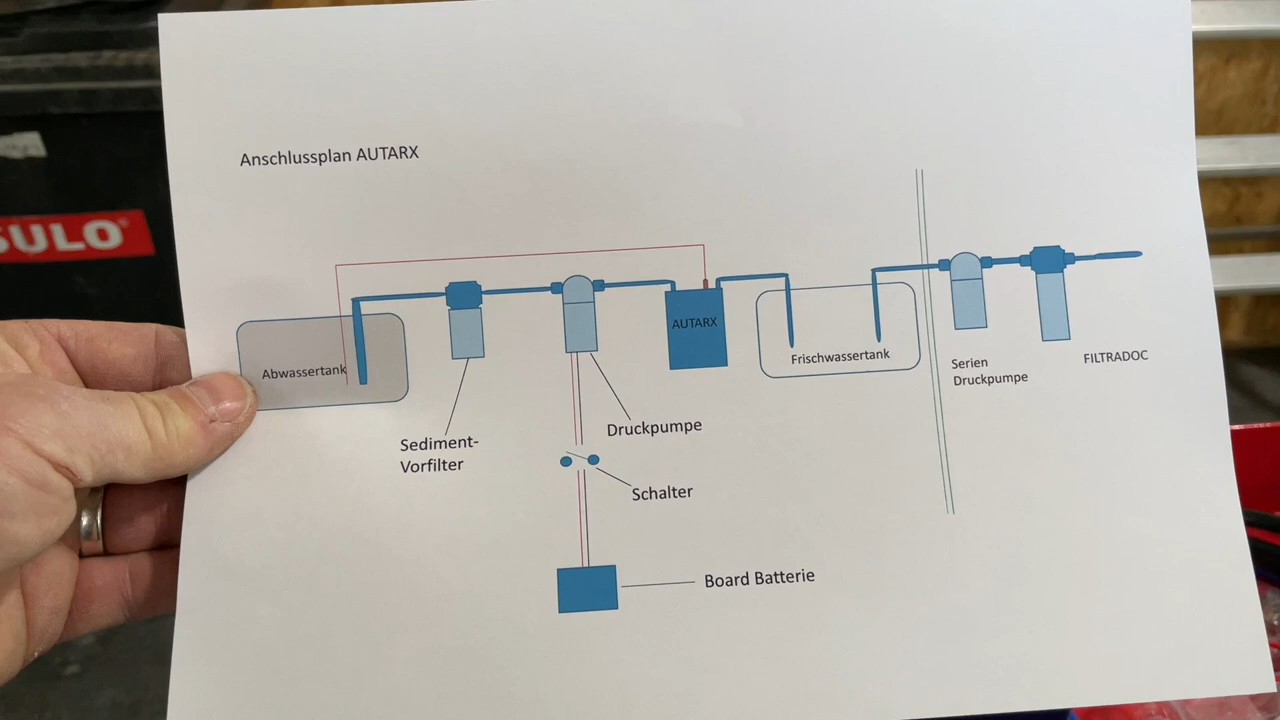 Anschlussplan AUTARX
SULO
AUTARX
Abwassertank
Frischwassertank
Serien
Druckpumpe
FILTRADOC
Sediment-
Vorfilter
Druckpumpe
Schalter
Board Batterie